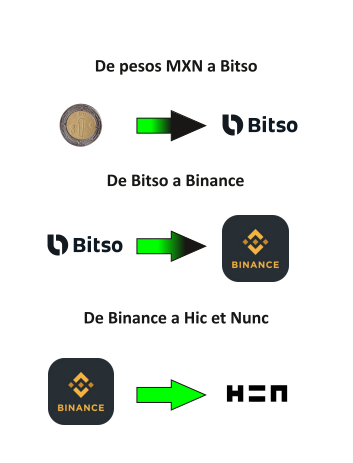 De pesos MXN a Bitso
Bitso
De Bitso a Binance
Bitso
BINANCE
De Binance a Hic et Nunc
BINANCE
H=N